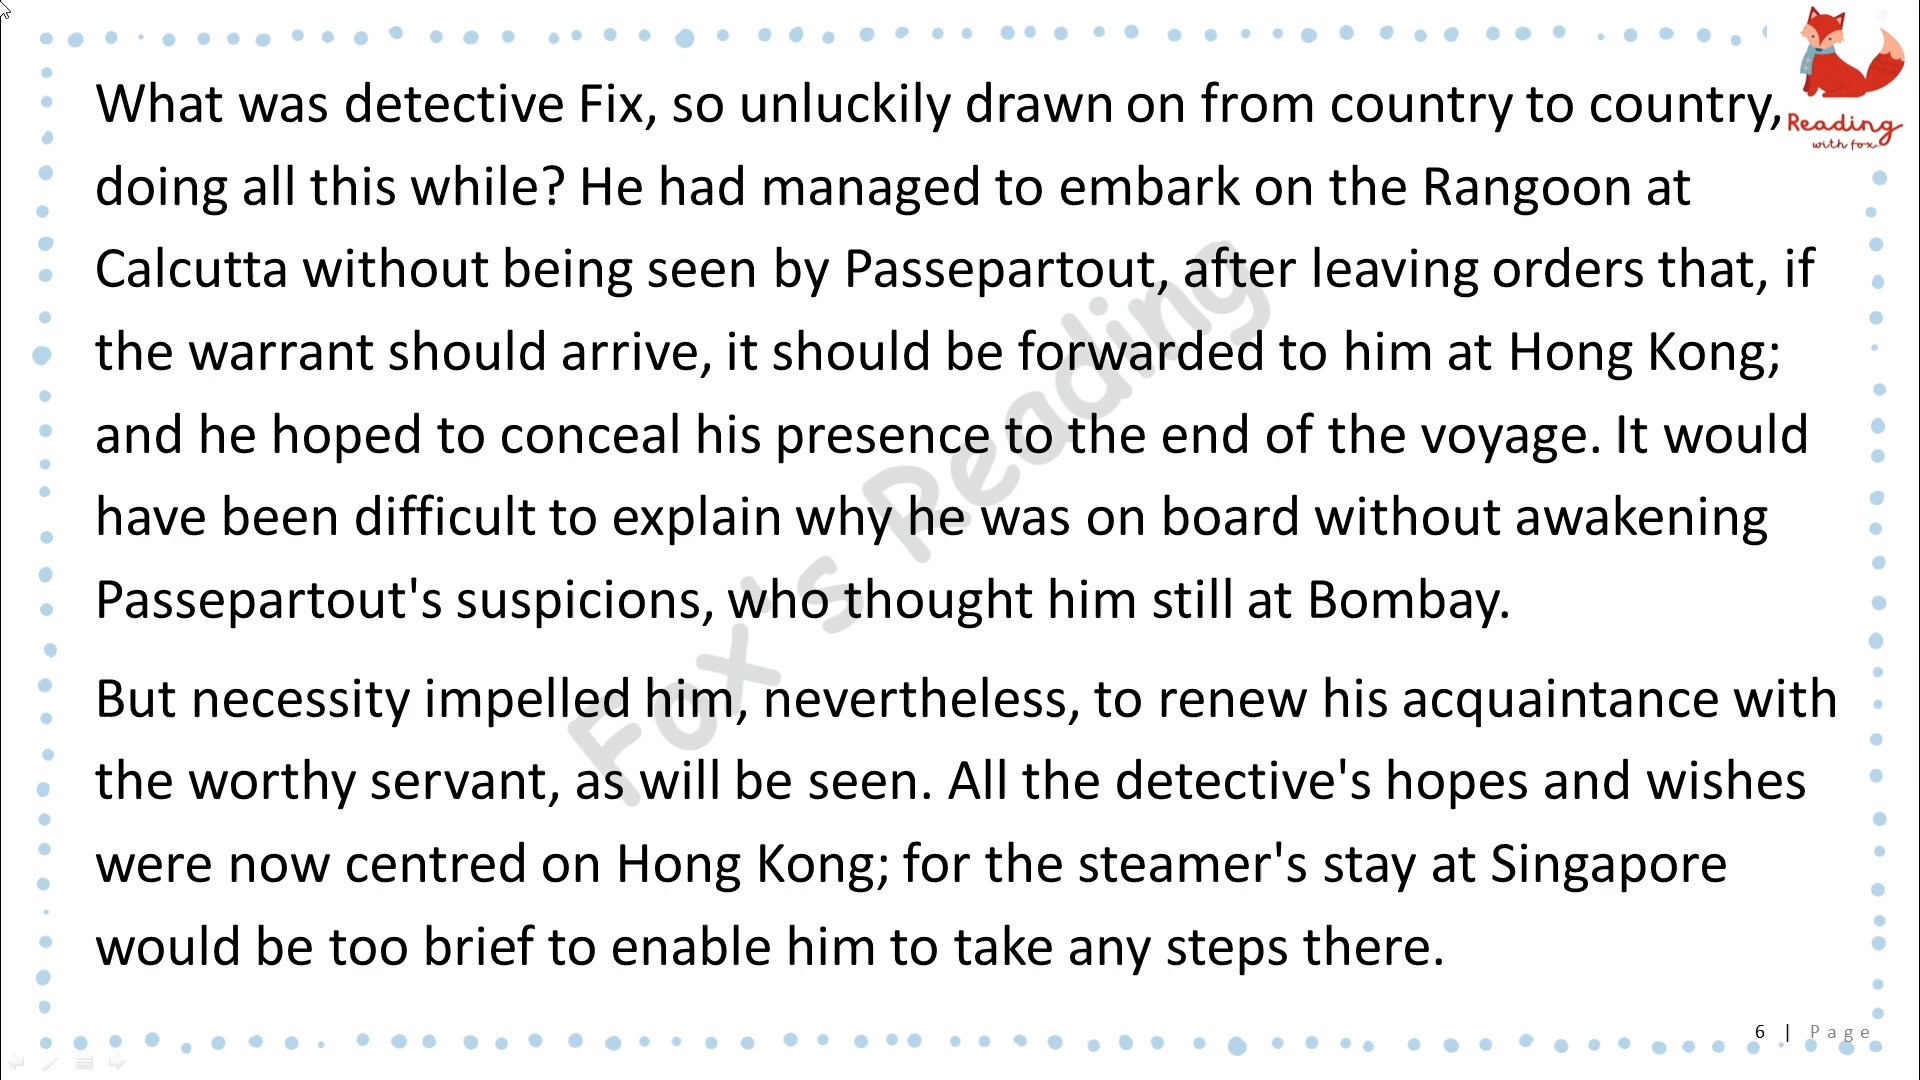 What was detective Fix, so unluckily drawn on from country to country,
doing all this while? He had managed to embark on the Rangoon at
Calcutta without being seen by Passepartout, after leaving orders that, if
the warrant should arrive, it should be forwarded to him at Hong Kong;
and he hoped to conceal his presence to the end of the voyage. It would
have been difficult to explain why he was on board without awakening
Passepartout's suspicions, who thought him still at Bombay.
But necessity impelled him, nevertheless, to renew his acquaintance with
the worthy servant, as will be seen. All the detective's hopes and wishes
were now centred on Hong Kong; for the steamer's stay at Singapore
would be too brief to enable him to take any steps there.
Reading
with fox
Fox's Reading
6 | Page